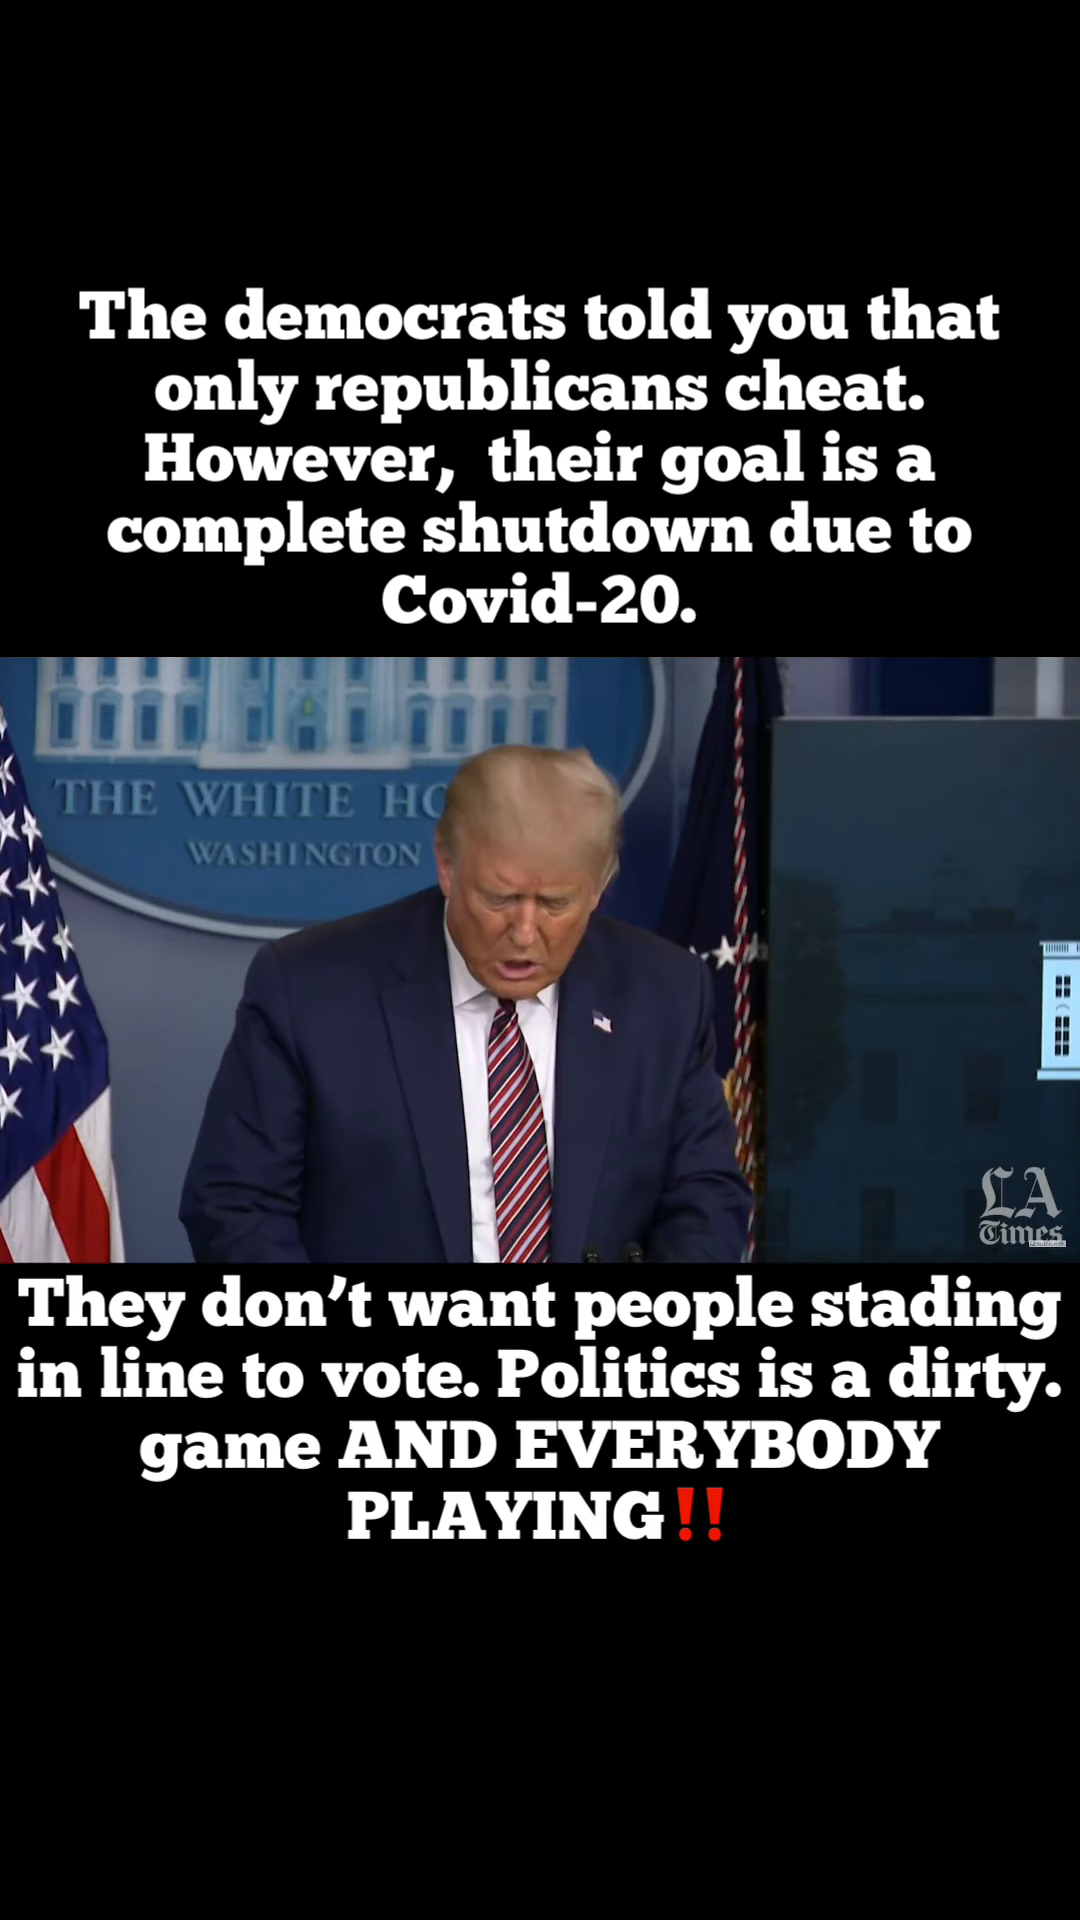 The democrats told you that
only republicans cheat.
However,  their goal is a
complete shutdown due to
Covid-20.
THE WHITE HO
WASHINGTON
LA
Times
They don’t want people stading
in line to vote. Politics is a dirty.
game AND EVERYBODY
PLAYING‼️